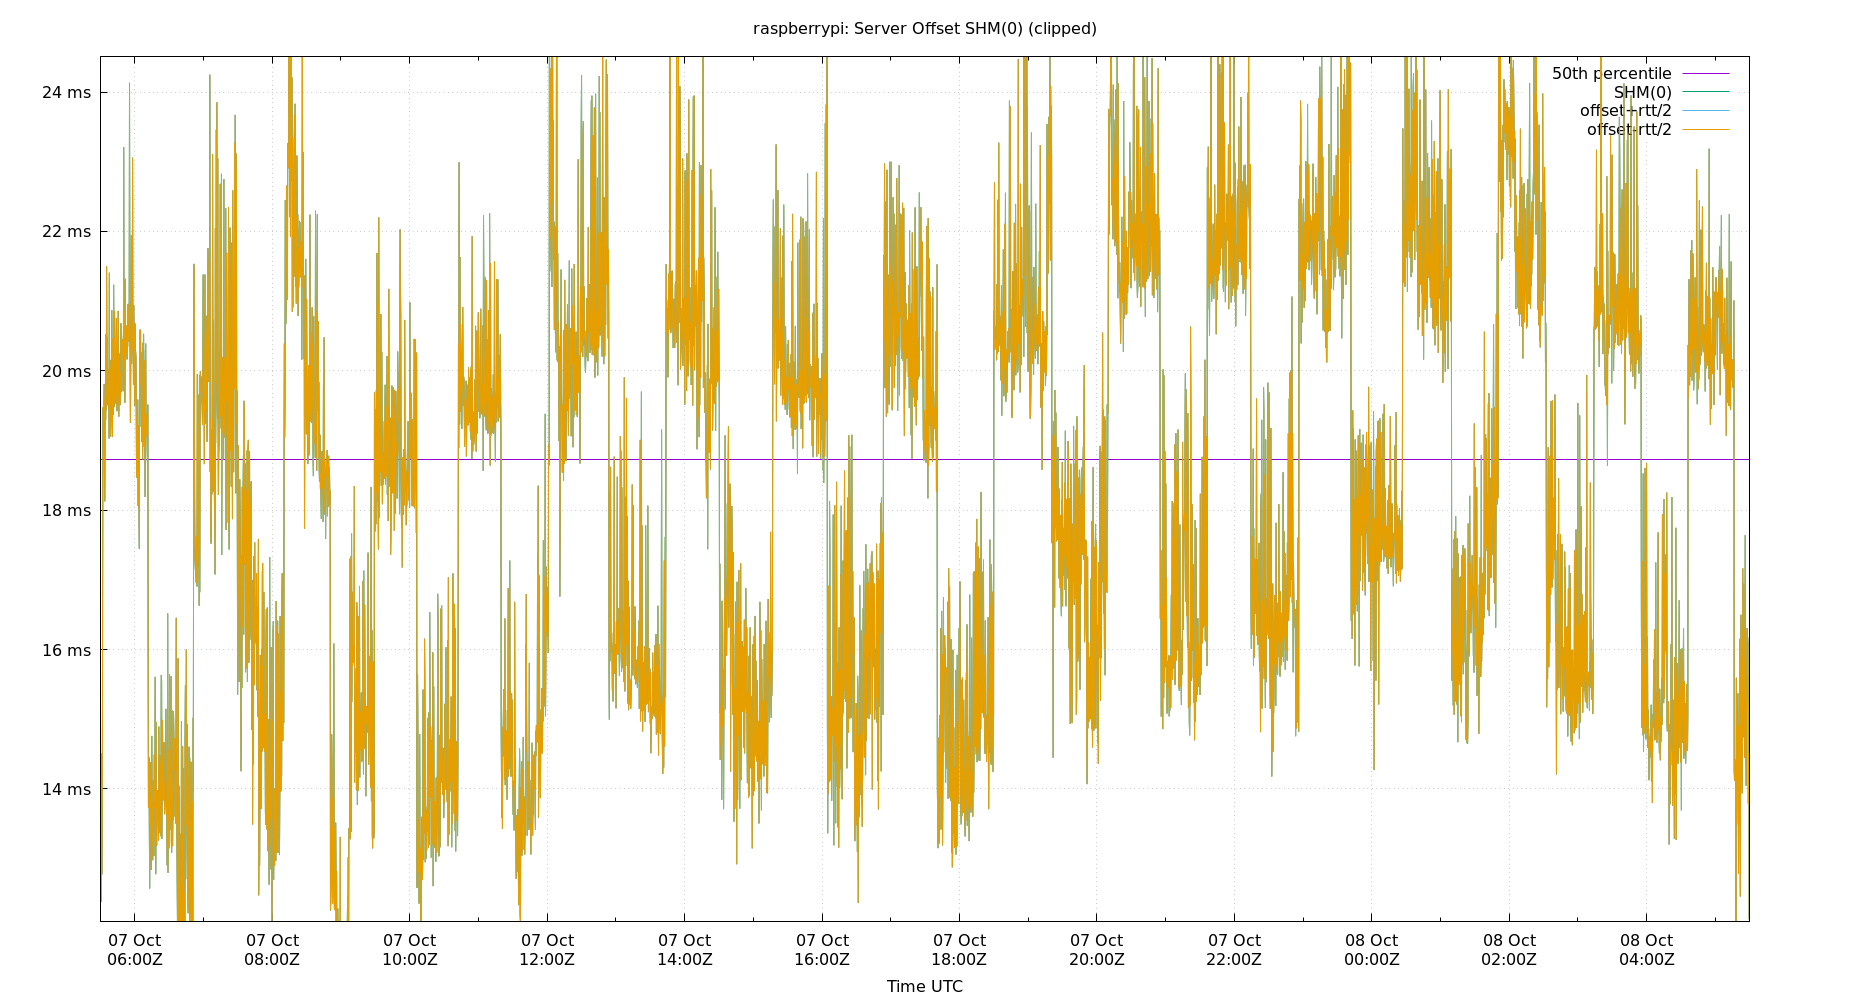 raspberrypi: Server Offset SHM(0) (clipped)
24 ms
22 ms
20 ms
18 ms
16 ms
14 ms
50th percentile
SHM(0)
offset+rtt/2
offset-rtt/2
07 Oct 07 Oct 07 Oct 07 Oct 07 Oct 07 Oct 07 Oct 07 Oct 07 Oct 08 Oct 08 Oct 08 Oct
06:00Z 08:00Z 10:00Z 12:00Z 14:00Z 16:00Z 18:00Z 20:00Z 22:00Z 00:00Z 02:00Z 04:00Z
Time UTC